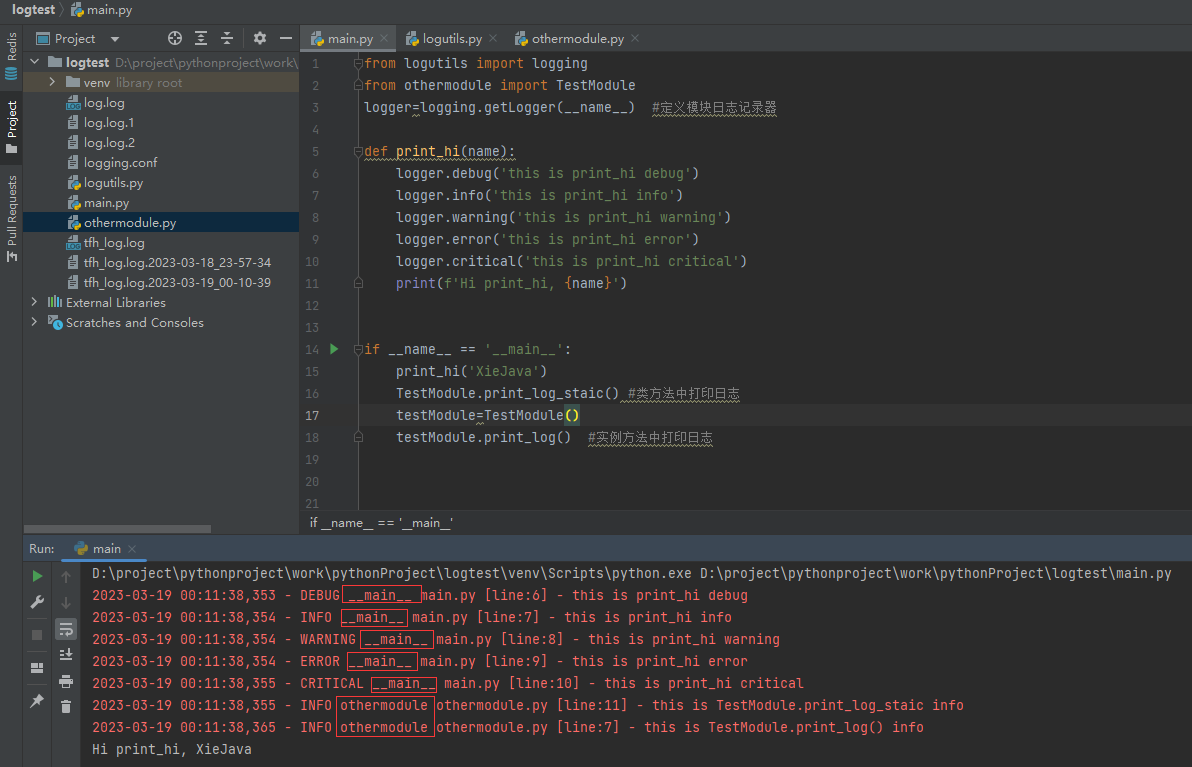 logtest main.py
Project
main.py
logutils.py
othermodule.py
Redis
Project
Pull Requests
logtest D:\project\pythonproject\work\
venv library root
log.log
log.log.1
log.log.2
logging.conf
logutils.py
main.py
othermodule.py
tfh_log.log
tfh_log.log.2023-03-18_23-57-34
tfh_log.log.2023-03-19_00-10-39
External Libraries
Scratches and Consoles
1 from logutils import logging
2 from othermodule import TestModule
3 logger=logging.getLogger(__name__)  #定义模块日志记录器
4
5 def print_hi(name):
6     logger.debug('this is print_hi debug')
7     logger.info('this is print_hi info')
8     logger.warning('this is print_hi warning')
9     logger.error('this is print_hi error')
10     logger.critical('this is print_hi critical')
11     print(f'Hi print_hi, {name}')
12
13
14 if __name__ == '__main__':
15     print_hi('XieJava')
16     TestModule.print_log_staic() #类方法中打印日志
17     testModule=TestModule()
18     testModule.print_log()  #实例方法中打印日志
19
20
21
if __name__ == '__main__'
Run: main
D:\project\pythonproject\work\pythonProject\logtest\venv\Scripts\python.exe D:\project\pythonproject\work\pythonProject\logtest\main.py
2023-03-19 00:11:38,353 - DEBUG __main__ main.py [line:6] - this is print_hi debug
2023-03-19 00:11:38,354 - INFO __main__ main.py [line:7] - this is print_hi info
2023-03-19 00:11:38,354 - WARNING __main__ main.py [line:8] - this is print_hi warning
2023-03-19 00:11:38,354 - ERROR __main__ main.py [line:9] - this is print_hi error
2023-03-19 00:11:38,355 - CRITICAL __main__ main.py [line:10] - this is print_hi critical
2023-03-19 00:11:38,355 - INFO othermodule othermodule.py [line:11] - this is TestModule.print_log_staic info
2023-03-19 00:11:38,365 - INFO othermodule othermodule.py [line:7] - this is TestModule.print_log() info
Hi print_hi, XieJava